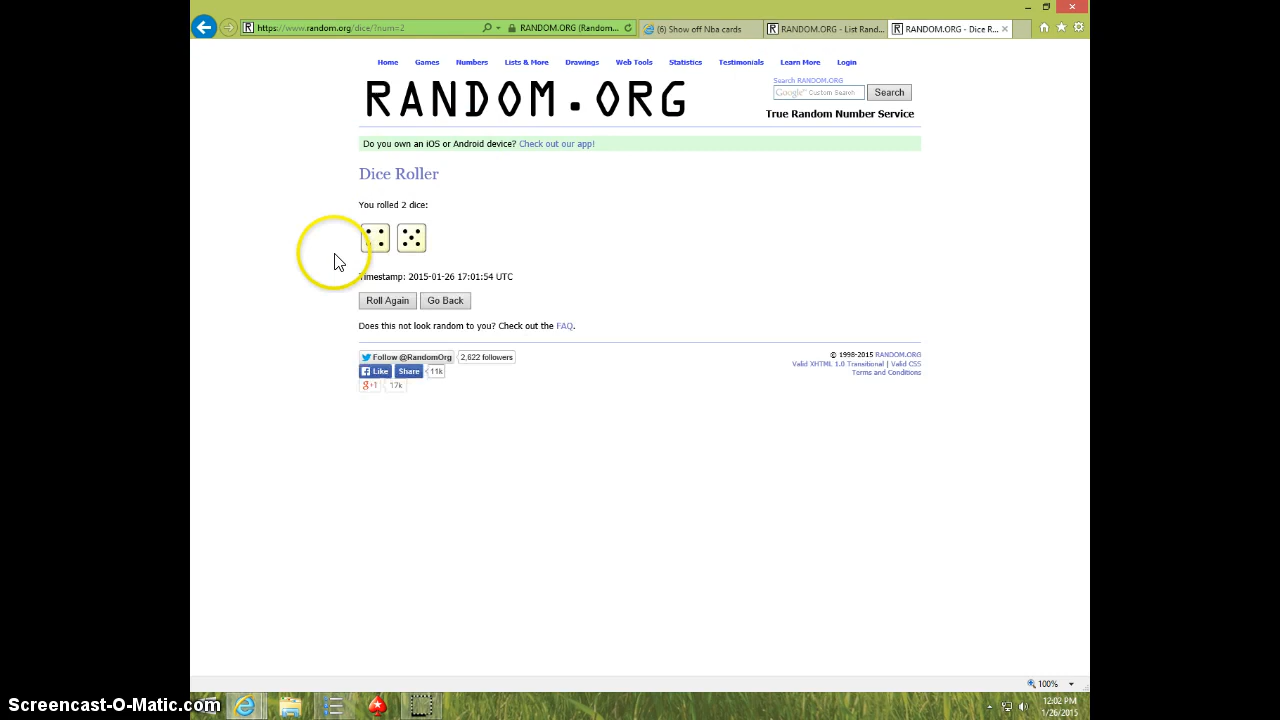 https://www.random.org/dice/?num=2
RANDOM.ORG (Random...
(6) Show off Nba cards
RANDOM.ORG - List Rand...
RANDOM.ORG - Dice R...
Home Games Numbers Lists & More Drawings Web Tools Statistics Testimonials Learn More Login
RANDOM.ORG
Search RANDOM.ORG
Google™ Custom Search
Search
True Random Number Service
Do you own an iOS or Android device? Check out our app!
Dice Roller
You rolled 2 dice:
Timestamp: 2015-01-26 17:01:54 UTC
Roll Again Go Back
Does this not look random to you? Check out the FAQ.
Follow @RandomOrg 2,622 followers
Like Share 11k
g+1 17k
© 1998-2015 RANDOM.ORG
Valid XHTML 1.0 Transitional | Valid CSS
Terms and Conditions
100%
12:02 PM
1/26/2015
Screencast-O-Matic.com